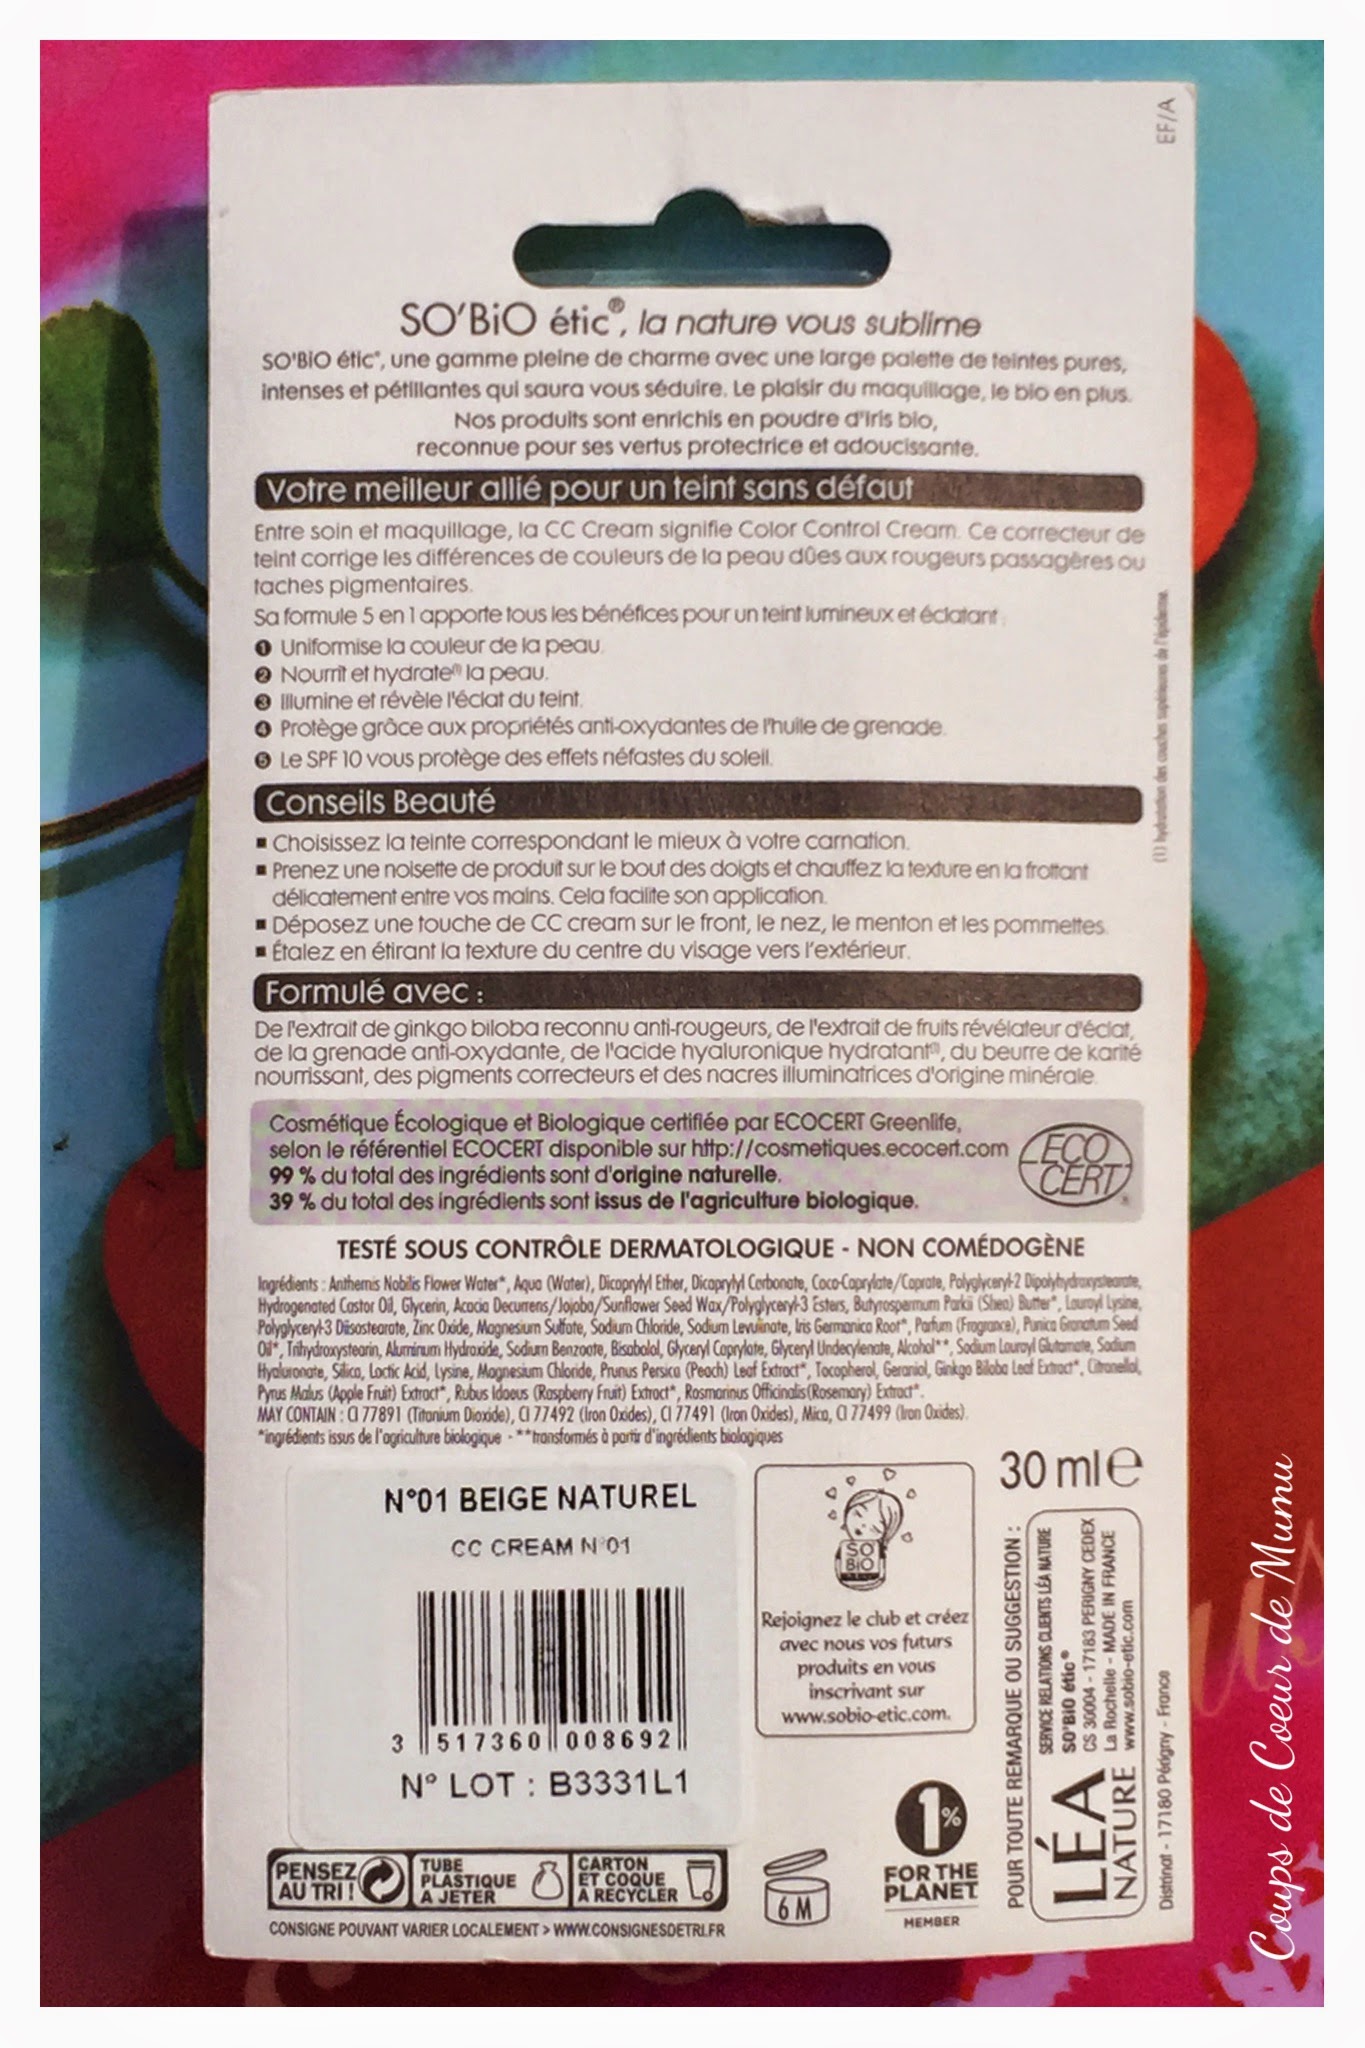 EF/A
SO'BiO étic®, la nature vous sublime
SO'BiO étic®, une gamme pleine de charme avec une large palette de teintes pures,
intenses et pétillantes qui saura vous séduire. Le plaisir du maquillage, le bio en plus.
Nos produits sont enrichis en poudre d'Iris bio,
reconnue pour ses vertus protectrice et adoucissante.
Votre meilleur allié pour un teint sans défaut
Entre soin et maquillage, la CC Cream signifie Color Control Cream. Ce correcteur de
teint corrige les différences de couleurs de la peau dûes aux rougeurs passagères ou
taches pigmentaires.
Sa formule 5 en 1 apporte tous les bénéfices pour un teint lumineux et éclatant :
❶ Uniformise la couleur de la peau.
❷ Nourrit et hydrate(1) la peau.
❸ Illumine et révèle l'éclat du teint.
❹ Protège grâce aux propriétés anti-oxydantes de l'huile de grenade.
❺ Le SPF 10 vous protège des effets néfastes du soleil.
(1) hydratation des couches supérieures de l'épiderme.
Conseils Beauté
▪ Choisissez la teinte correspondant le mieux à votre carnation.
▪ Prenez une noisette de produit sur le bout des doigts et chauffez la texture en la frottant
délicatement entre vos mains. Cela facilite son application.
▪ Déposez une touche de CC cream sur le front, le nez, le menton et les pommettes.
▪ Étalez en étirant la texture du centre du visage vers l'extérieur.
Formulé avec :
De l'extrait de ginkgo biloba reconnu anti-rougeurs, de l'extrait de fruits révélateur d'éclat,
de la grenade anti-oxydante, de l'acide hyaluronique hydratant(1), du beurre de karité
nourrissant, des pigments correcteurs et des nacres illuminatrices d'origine minérale.
Cosmétique Écologique et Biologique certifiée par ECOCERT Greenlife,
selon le référentiel ECOCERT disponible sur http://cosmetiques.ecocert.com
99 % du total des ingrédients sont d'origine naturelle.
39 % du total des ingrédients sont issus de l'agriculture biologique.
ECO
CERT®
TESTÉ SOUS CONTRÔLE DERMATOLOGIQUE - NON COMÉDOGÈNE
Ingrédients : Anthemis Nobilis Flower Water*, Aqua (Water), Dicaprylyl Ether, Dicaprylyl Carbonate, Coco-Caprylate/Caprate, Polyglyceryl-2 Dipolyhydroxystearate,
Hydrogenated Castor Oil, Glycerin, Acacia Decurrens/Jojoba/Sunflower Seed Wax/Polyglyceryl-3 Esters, Butyrospermum Parkii (Shea) Butter*, Lauroyl Lysine,
Polyglyceryl-3 Diisostearate, Zinc Oxide, Magnesium Sulfate, Sodium Chloride, Sodium Levulinate, Iris Germanica Root*, Parfum (Fragrance), Punica Granatum Seed
Oil*, Trihydroxystearin, Aluminum Hydroxide, Sodium Benzoate, Bisabolol, Glyceryl Caprylate, Glyceryl Undecylenate, Alcohol**, Sodium Lauroyl Glutamate, Sodium
Hyaluronate, Silica, Lactic Acid, Lysine, Magnesium Chloride, Prunus Persica (Peach) Leaf Extract*, Tocopherol, Geraniol, Ginkgo Biloba Leaf Extract*, Citronellol,
Pyrus Malus (Apple Fruit) Extract*, Rubus Idaeus (Raspberry Fruit) Extract*, Rosmarinus Officinalis (Rosemary) Extract*.
MAY CONTAIN : CI 77891 (Titanium Dioxide), CI 77492 (Iron Oxides), CI 77491 (Iron Oxides), Mica, CI 77499 (Iron Oxides).
*ingrédients issus de l'agriculture biologique - **transformés à partir d'ingrédients biologiques
N°01 BEIGE NATUREL
CC CREAM N°01
3 517360 008692
N° LOT : B3331L1
SO
BiO
Rejoignez le club et créez
avec nous vos futurs
produits en vous
inscrivant sur
www.sobio-etic.com.
30 ml e
POUR TOUTE REMARQUE OU SUGGESTION :
SERVICE RELATIONS CLIENTS LÉA NATURE
SO'BiO étic®
CS 30004 - 17183 PERIGNY CEDEX
La Rochelle - MADE IN FRANCE
www.sobio-etic.com
LÉA
NATURE
Distrinat - 17180 Périgny - France
PENSEZ
AU TRI !
TUBE
PLASTIQUE
À JETER
CARTON
ET COQUE
À RECYCLER
CONSIGNE POUVANT VARIER LOCALEMENT > WWW.CONSIGNESDETRI.FR
6 M
1%
FOR THE
PLANET
MEMBER
Coups de Coeur de Mumu